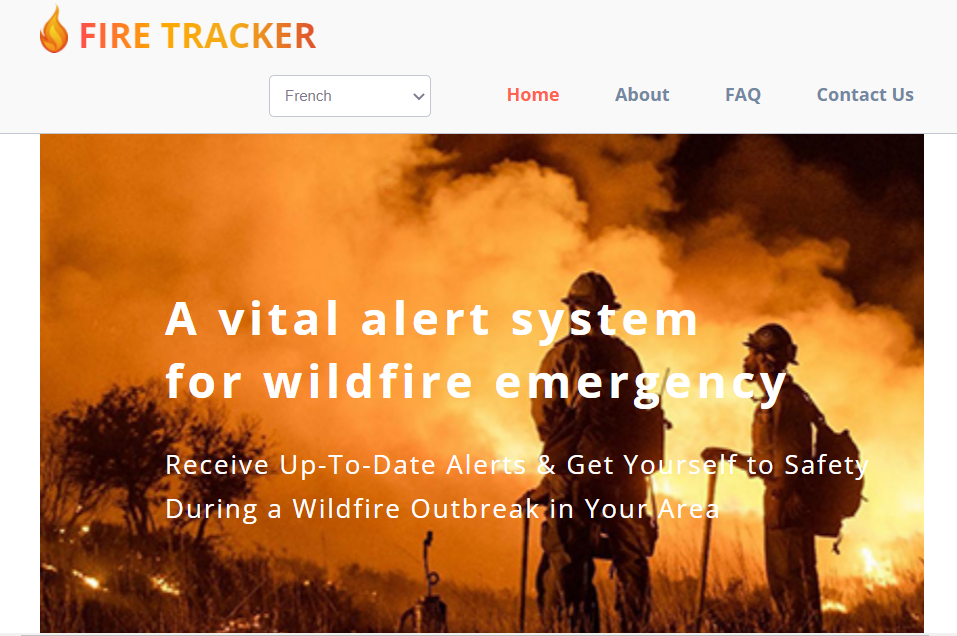 FIRE TRACKER
French
Home
About
FAQ
Contact Us
A vital alert system
for wildfire emergency
Receive Up-To-Date Alerts & Get Yourself to Safety
During a Wildfire Outbreak in Your Area